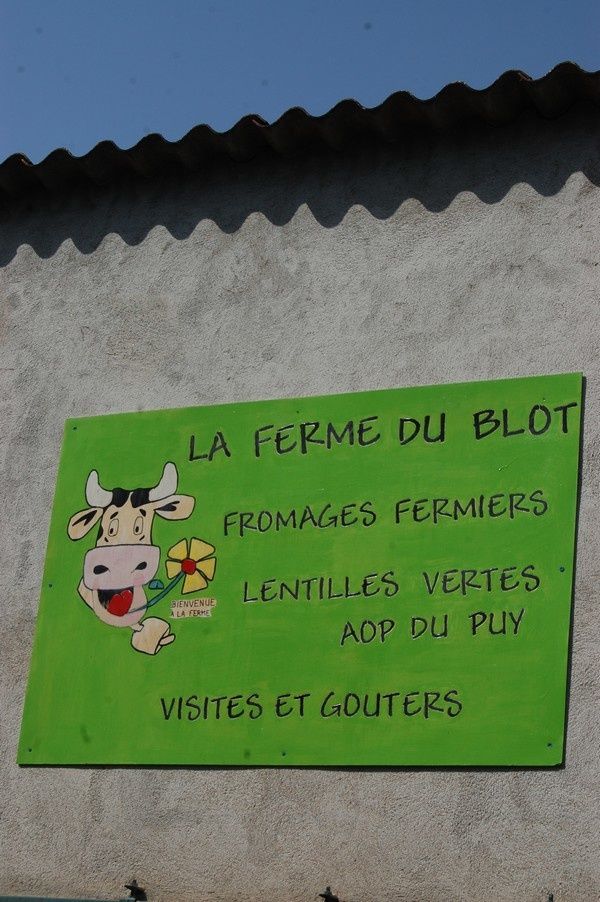 LA FERME DU BLOT
FROMAGES FERMIERS
LENTILLES VERTES
AOP DU PUY
BIENVENUE
A LA FERME
VISITES ET GOUTERS